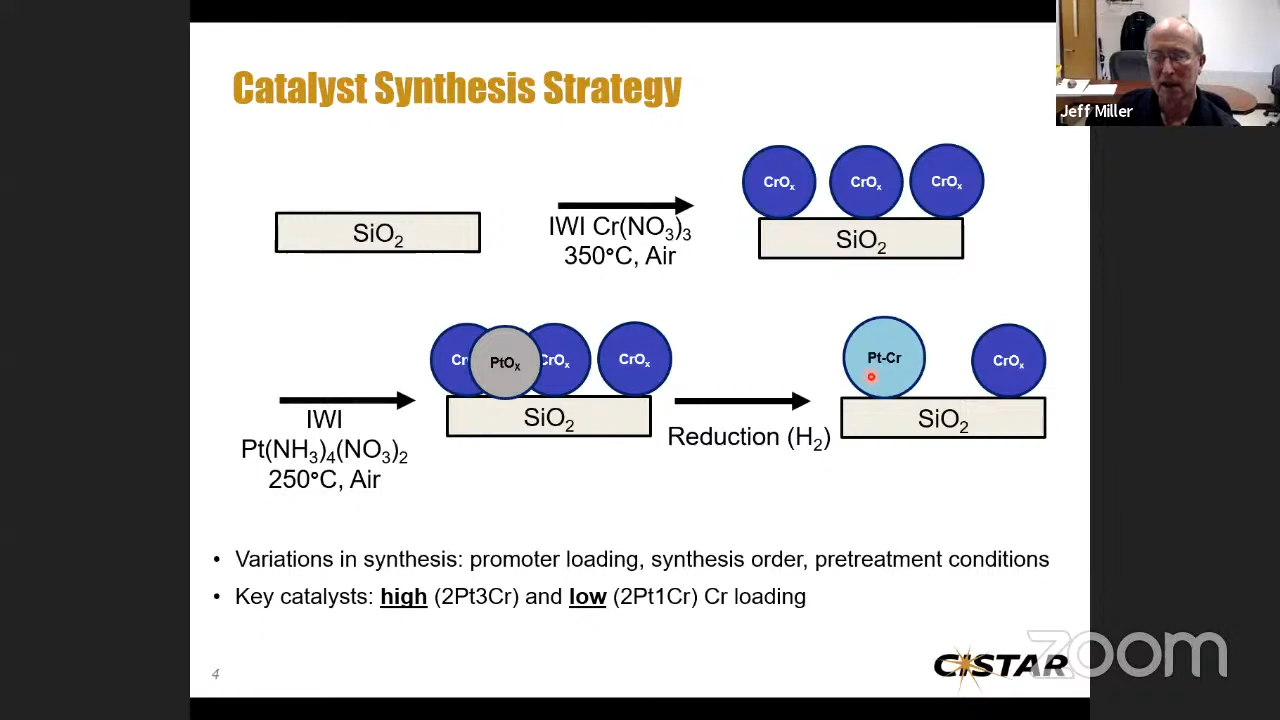 Catalyst Synthesis Strategy
Jeff Miller
SiO₂
IWI Cr(NO₃)₃
350°C, Air
CrOₓ CrOₓ CrOₓ
SiO₂
IWI
Pt(NH₃)₄(NO₃)₂
250°C, Air
Cr PtOₓ CrOₓ CrOₓ
SiO₂
Reduction (H₂)
Pt-Cr CrOₓ
SiO₂
• Variations in synthesis: promoter loading, synthesis order, pretreatment conditions
• Key catalysts: high (2Pt3Cr) and low (2Pt1Cr) Cr loading
4
CISTAR
zoom